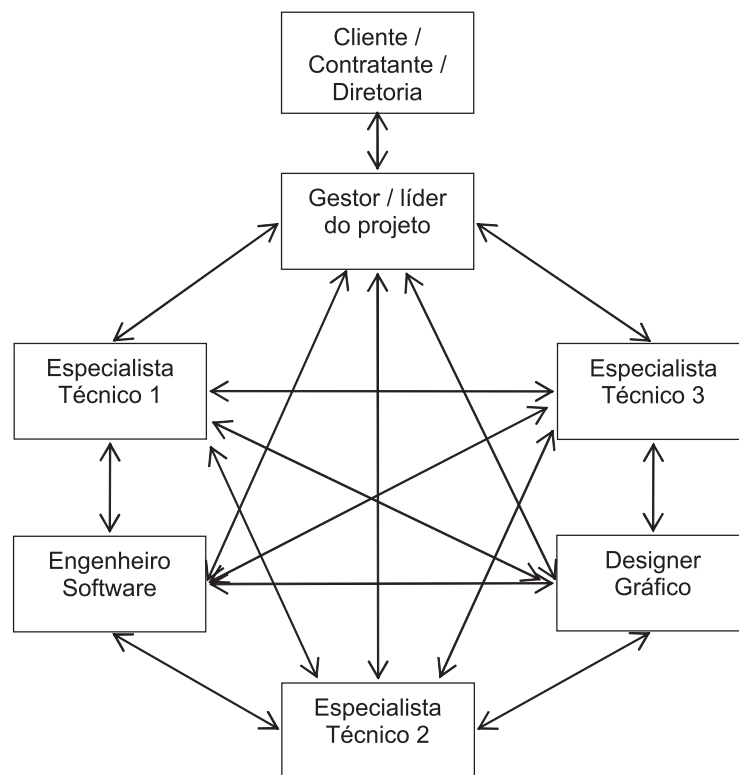 Cliente /
Contratante /
Diretoria
Gestor / líder
do projeto
Especialista
Técnico 1
Especialista
Técnico 3
Engenheiro
Software
Designer
Gráfico
Especialista
Técnico 2